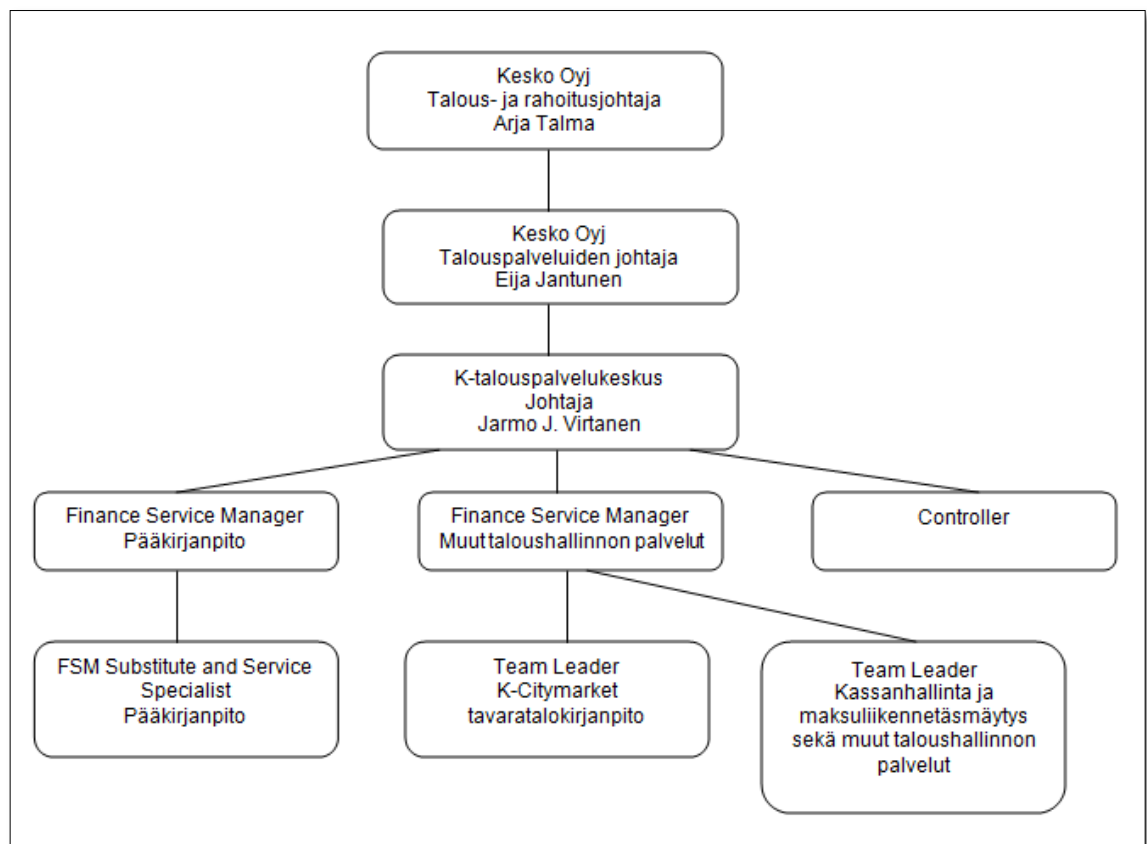 Kesko Oyj
Talous- ja rahoitusjohtaja
Arja Talma
Kesko Oyj
Talouspalveluiden johtaja
Eija Jantunen
K-talouspalvelukeskus
Johtaja
Jarmo J. Virtanen
Finance Service Manager
Pääkirjanpito
Finance Service Manager
Muut taloushallinnon palvelut
Controller
FSM Substitute and Service
Specialist
Pääkirjanpito
Team Leader
K-Citymarket
tavaratalokirjanpito
Team Leader
Kassanhallinta ja
maksuliikennetäsmäytys
sekä muut taloushallinnon
palvelut